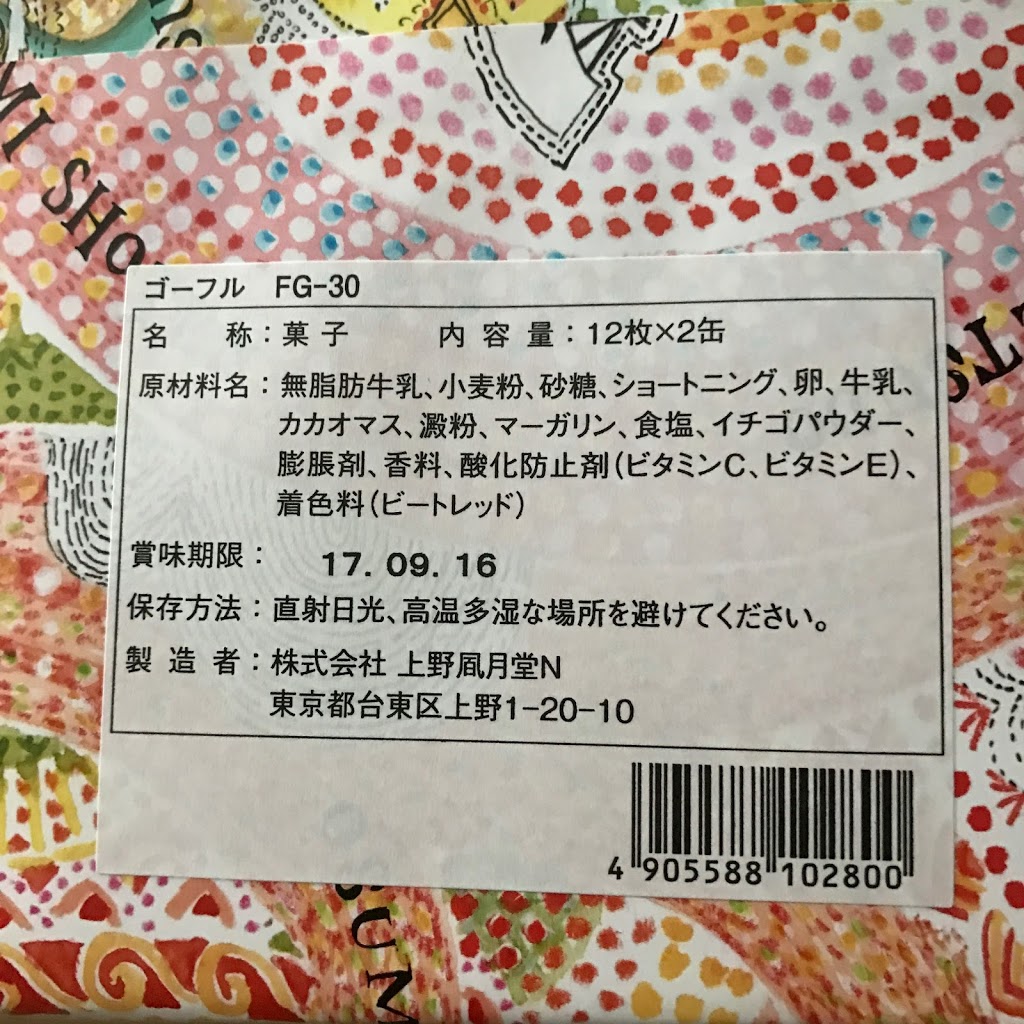 MI SHO
ゴーフル FG-30
名称：菓子 内容量：12枚×2缶
原材料名：無脂肪牛乳、小麦粉、砂糖、ショートニング、卵、牛乳、
カカオマス、澱粉、マーガリン、食塩、イチゴパウダー、
膨脹剤、香料、酸化防止剤（ビタミンC、ビタミンE）、
着色料（ビートレッド）
賞味期限： 17. 09. 16
保存方法：直射日光、高温多湿な場所を避けてください。
製造者：株式会社 上野凮月堂N
東京都台東区上野1-20-10
4 905588 102800
SUM